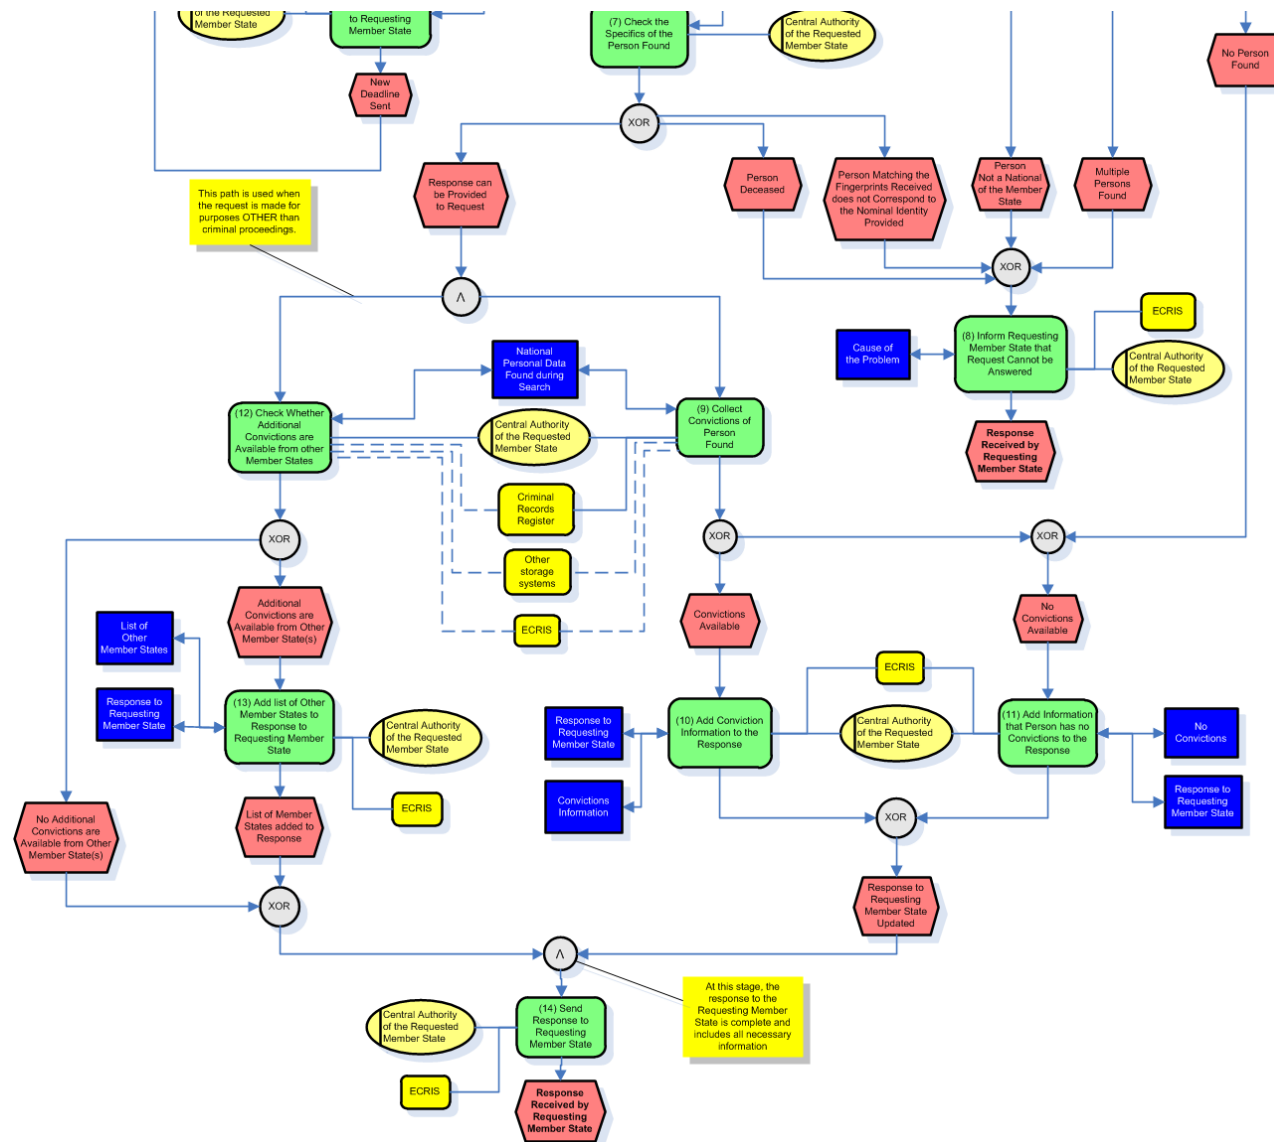 of the Requested
Member State
to Requesting
Member State
(7) Check the
Specifics of the
Person Found
Central Authority
of the Requested
Member State
No Person
Found
New
Deadline
Sent
XOR
This path is used when
the request is made for
purposes OTHER than
criminal proceedings.
Response can
be Provided
to Request
Person
Deceased
Person Matching the
Fingerprints Received
does not Correspond to
the Nominal Identity
Provided
Person
Not a National
of the Member
State
Multiple
Persons
Found
XOR
Λ
National
Personal Data
Found during
Search
Cause of
the Problem
(8) Inform Requesting
Member State that
Request Cannot be
Answered
ECRIS
Central Authority
of the Requested
Member State
(12) Check Whether
Additional
Convictions are
Available from other
Member States
Central Authority
of the Requested
Member State
(9) Collect
Convictions of
Person
Found
Response
Received by
Requesting
Member State
Criminal
Records
Register
XOR
XOR
XOR
Other
storage
systems
Additional
Convictions are
Available from Other
Member State(s)
ECRIS
Convictions
Available
No
Convictions
Available
List of
Other
Member States
Response to
Requesting
Member State
(13) Add list of Other
Member States to
Response to
Requesting Member
State
Central Authority
of the Requested
Member State
ECRIS
Response to
Requesting
Member State
(10) Add Conviction
Information to the
Response
ECRIS
Central Authority
of the Requested
Member State
(11) Add Information
that Person has no
Convictions to the
Response
No
Convictions
Convictions
Information
Response to
Requesting
Member State
No Additional
Convictions are
Available from Other
Member State(s)
List of Member
States added to
Response
XOR
XOR
Response to
Requesting
Member State
Updated
Λ
At this stage, the
response to the
Requesting Member
State is complete and
includes all necessary
information
Central Authority
of the Requested
Member State
(14) Send
Response to
Requesting
Member State
ECRIS
Response
Received by
Requesting
Member State